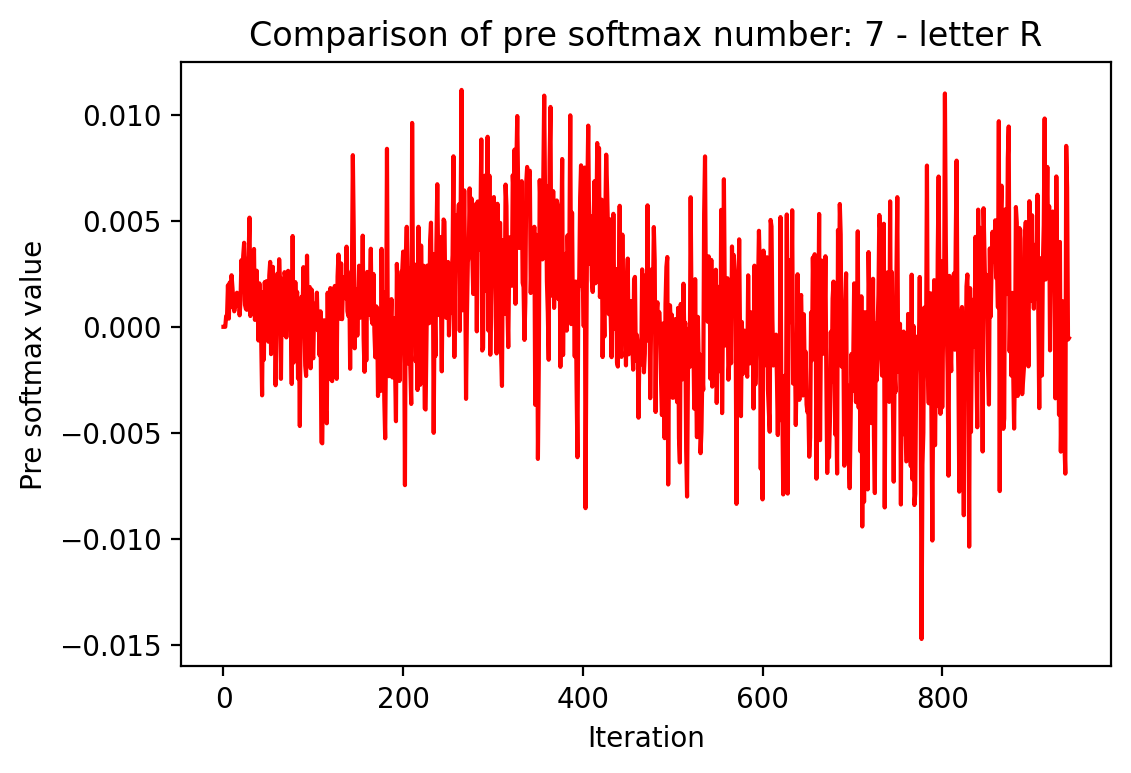 Comparison of pre softmax number: 7 - letter R
0.010
0.005
0.000
−0.005
−0.010
−0.015
Pre softmax value
0 200 400 600 800
Iteration